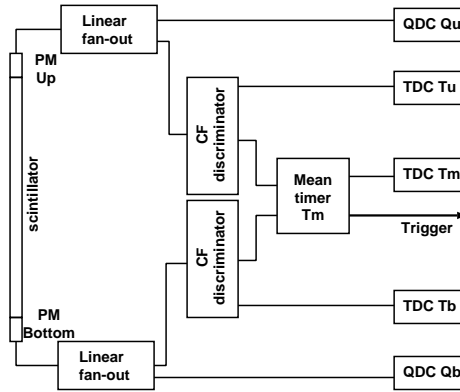 Linear
fan-out
QDC Qu
PM
Up
TDC Tu
CF
discriminator
scintillator
Mean
timer
Tm
TDC Tm
Trigger
CF
discriminator
PM
Bottom
TDC Tb
Linear
fan-out
QDC Qb